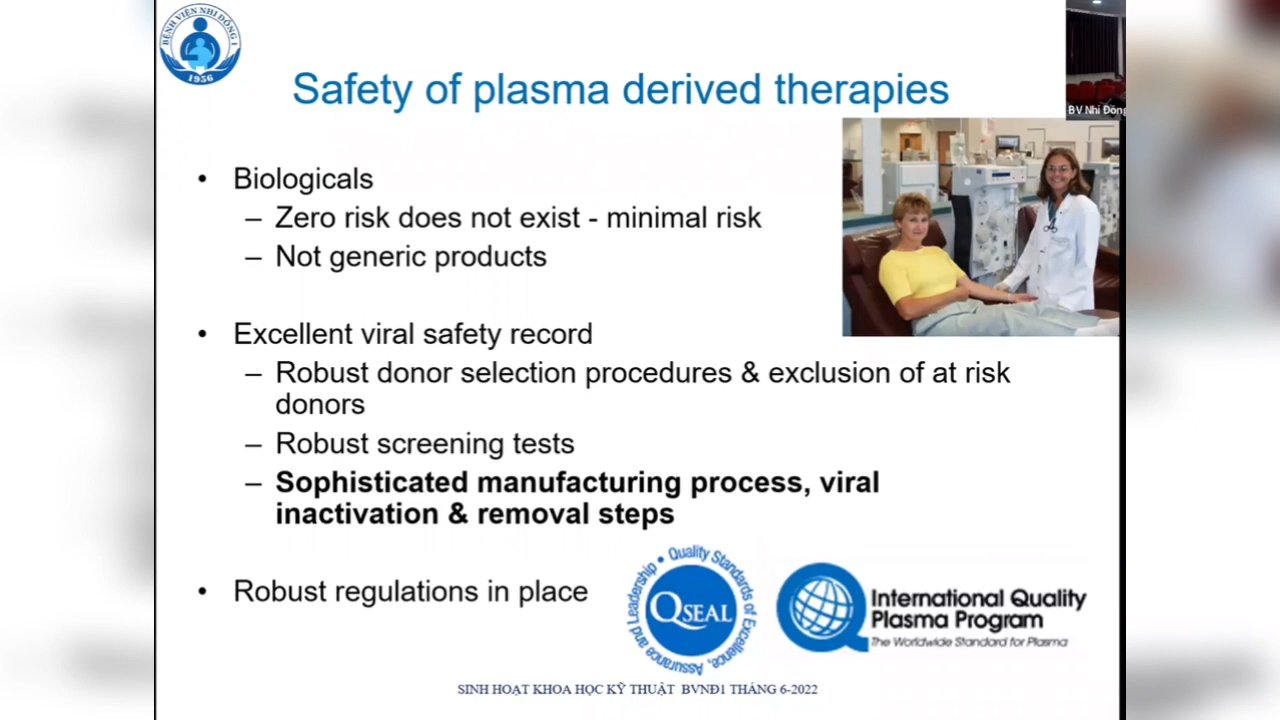 BỆNH VIỆN NHI ĐỒNG 1
1956
Safety of plasma derived therapies
BV Nhi Đồng
• Biologicals
– Zero risk does not exist - minimal risk
– Not generic products
• Excellent viral safety record
– Robust donor selection procedures & exclusion of at risk
donors
– Robust screening tests
– Sophisticated manufacturing process, viral
inactivation & removal steps
• Robust regulations in place
Quality Standards of Excellence, Assurance and Leadership •
QSEAL
International Quality
Plasma Program
The Worldwide Standard for Plasma
SINH HOẠT KHOA HỌC KỸ THUẬT BVNĐ1 THÁNG 6-2022